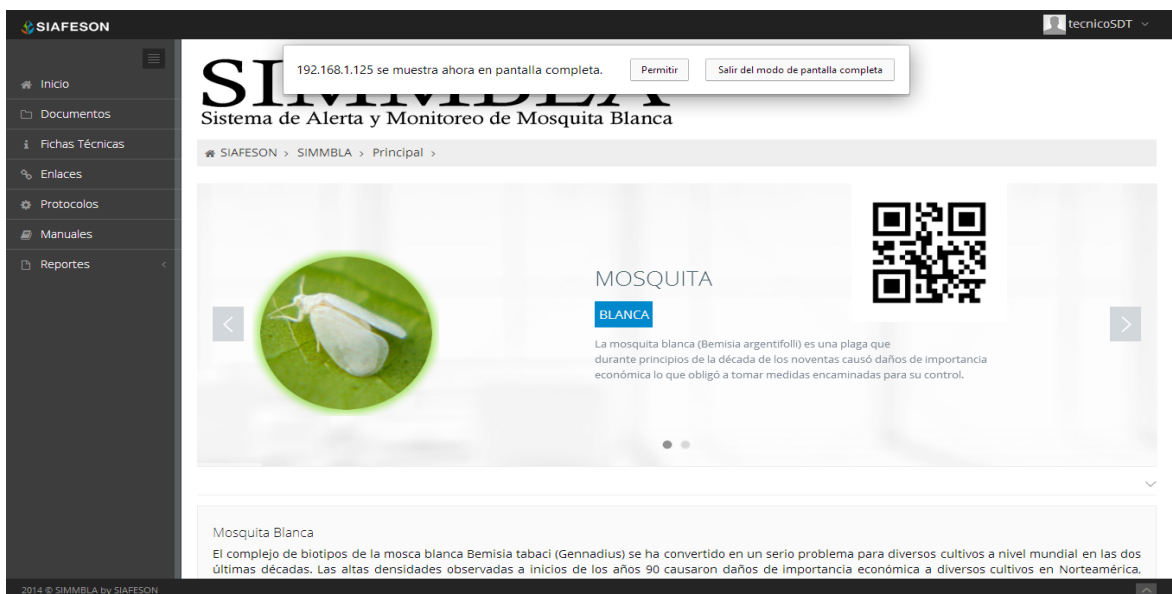 SIAFESON
tecnicoSDT
192.168.1.125 se muestra ahora en pantalla completa.
Permitir
Salir del modo de pantalla completa
SIMMBLA
Sistema de Alerta y Monitoreo de Mosquita Blanca
Inicio
Documentos
Fichas Técnicas
Enlaces
Protocolos
Manuales
Reportes
SIAFESON > SIMMBLA > Principal >
MOSQUITA
BLANCA
La mosquita blanca (Bemisia argentifolli) es una plaga que
durante principios de la década de los noventas causó daños de importancia
económica lo que obligó a tomar medidas encaminadas para su control.
Mosquita Blanca
El complejo de biotipos de la mosca blanca Bemisia tabaci (Gennadius) se ha convertido en un serio problema para diversos cultivos a nivel mundial en las dos
últimas décadas. Las altas densidades observadas a inicios de los años 90 causaron daños de importancia económica a diversos cultivos en Norteamérica,
2014 © SIMMBLA by SIAFESON